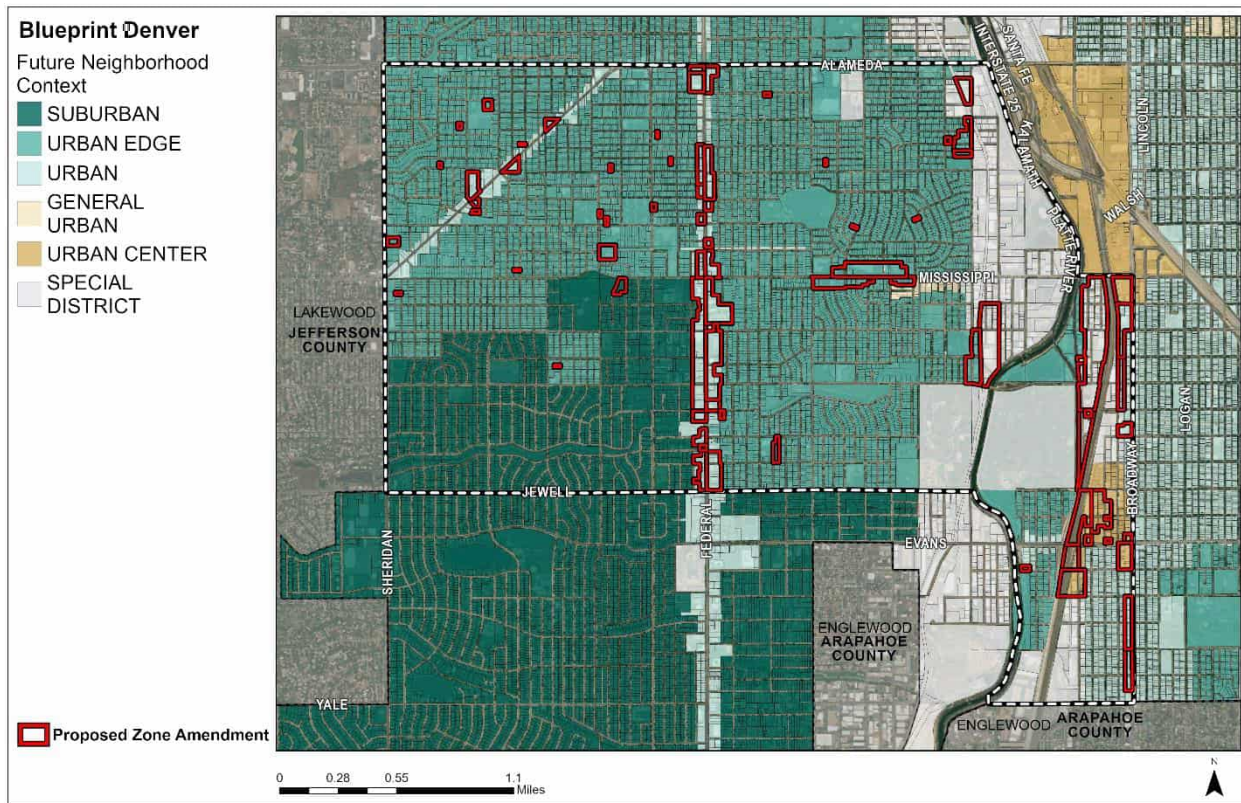 Blueprint Denver
Future Neighborhood
Context
SUBURBAN
URBAN EDGE
URBAN
GENERAL
URBAN
URBAN CENTER
SPECIAL
DISTRICT
Proposed Zone Amendment
ALAMEDA
INTERSTATE 25
SANTA FE
KALAMATH
LINCOLN
WALSH
PLATTE RIVER
MISSISSIPPI
LAKEWOOD
JEFFERSON
COUNTY
LOGAN
BROADWAY
JEWELL
FEDERAL
SHERIDAN
EVANS
ENGLEWOOD
ARAPAHOE
COUNTY
YALE
ENGLEWOOD
ARAPAHOE
COUNTY
0 0.28 0.55 1.1
Miles
N